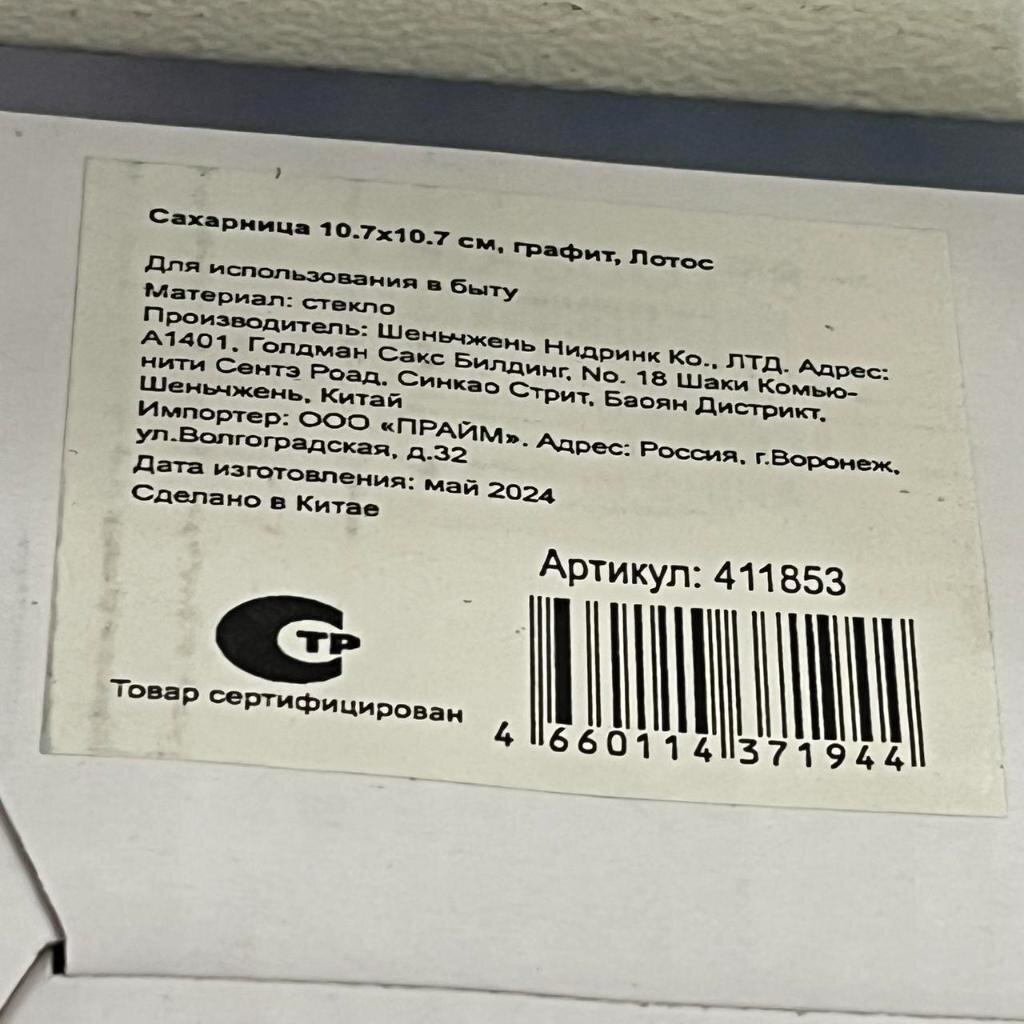 Сахарница 10.7x10.7 см, графит, Лотос
Для использования в быту
Материал: стекло
Производитель: Шеньчжень Нидринк Ко., ЛТД. Адрес:
А1401, Голдман Сакс Билдинг, No. 18 Шаки Комью-
нити Сентэ Роад, Синкао Стрит, Баоян Дистрикт,
Шеньчжень, Китай
Импортер: ООО «ПРАЙМ». Адрес: Россия, г.Воронеж,
ул.Волгоградская, д.32
Дата изготовления: май 2024
Сделано в Китае
Артикул: 411853
СТР
Товар сертифицирован
4 660114 371944